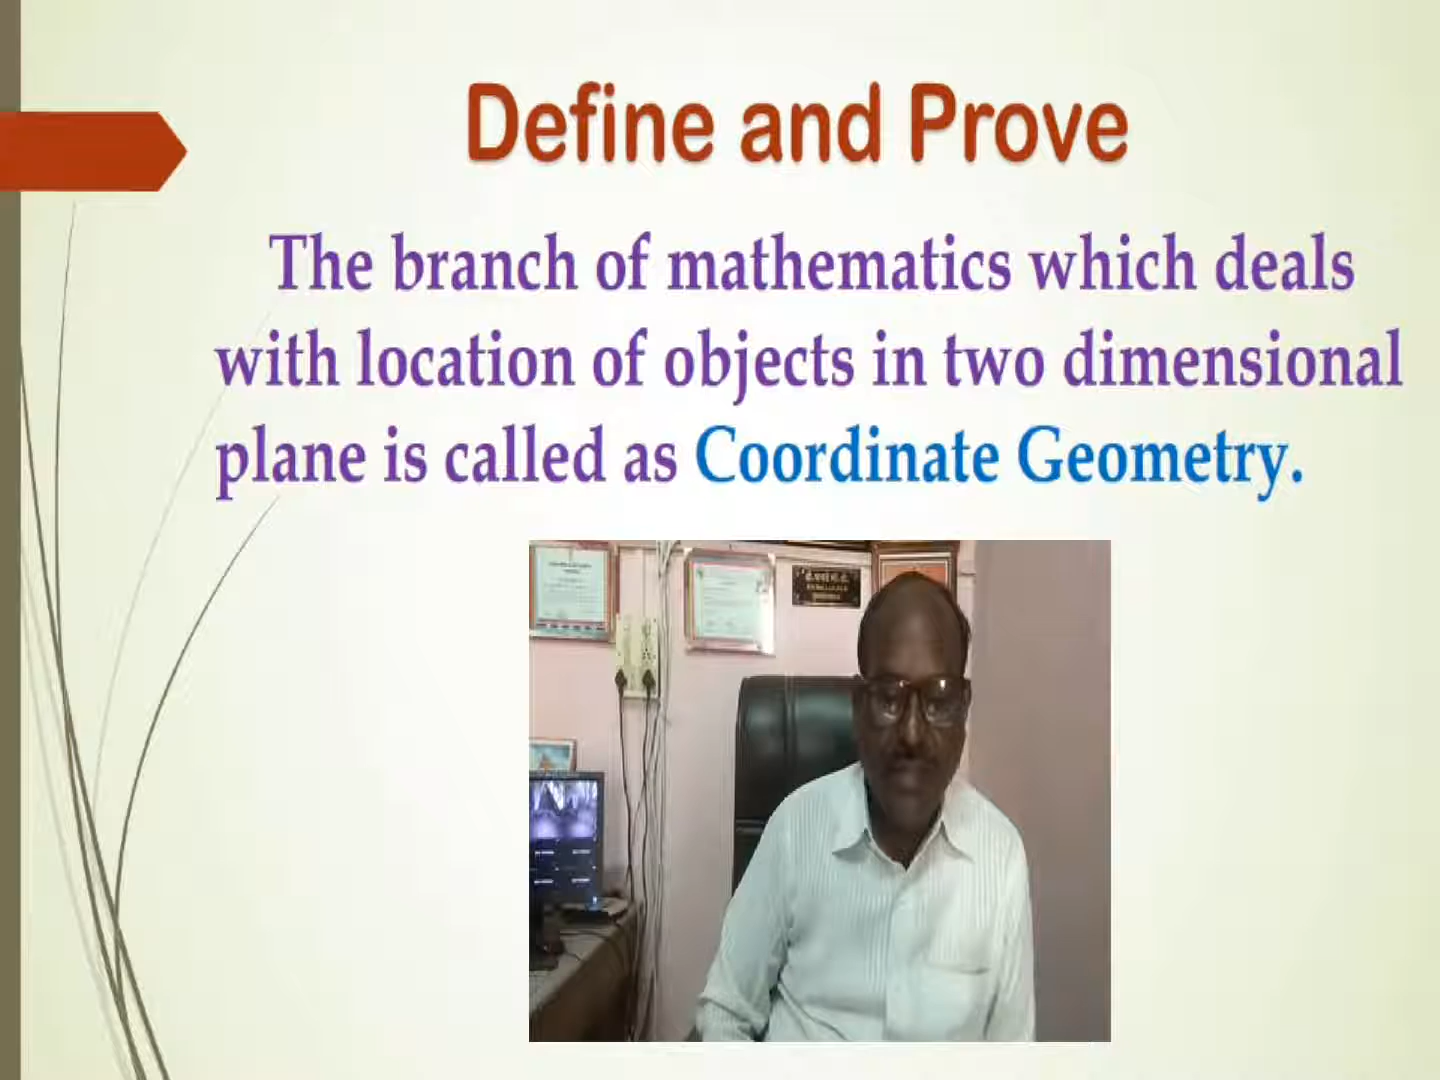 Define and Prove
The branch of mathematics which deals
with location of objects in two dimensional
plane is called as Coordinate Geometry.